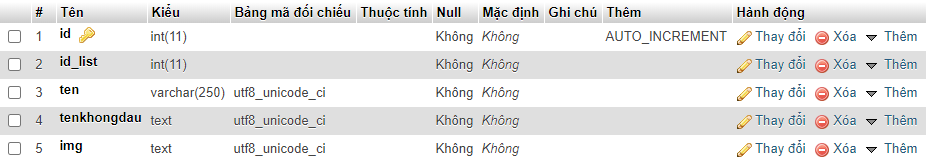 # Tên Kiểu Bảng mã đối chiếu Thuộc tính Null Mặc định Ghi chú Thêm Hành động
1 id int(11) Không Không AUTO_INCREMENT Thay đổi Xóa Thêm
2 id_list int(11) Không Không Thay đổi Xóa Thêm
3 ten varchar(250) utf8_unicode_ci Không Không Thay đổi Xóa Thêm
4 tenkhongdau text utf8_unicode_ci Không Không Thay đổi Xóa Thêm
5 img text utf8_unicode_ci Không Không Thay đổi Xóa Thêm